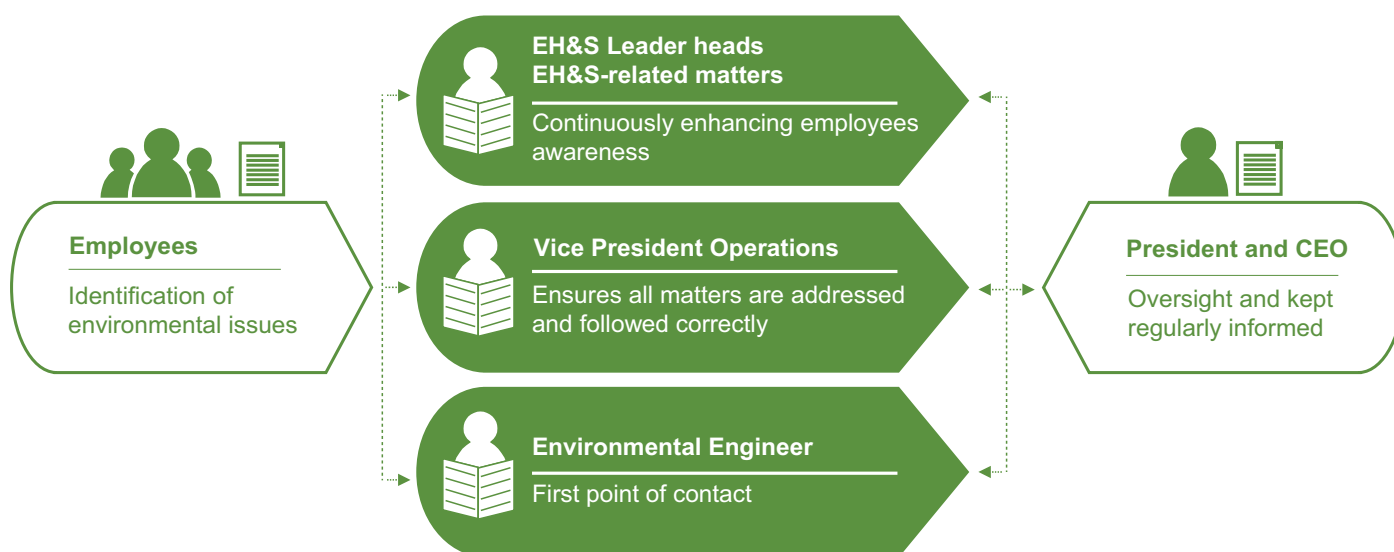 Employees
Identification of
environmental issues
EH&S Leader heads
EH&S-related matters
Continuously enhancing employees
awareness
Vice President Operations
Ensures all matters are addressed
and followed correctly
Environmental Engineer
First point of contact
President and CEO
Oversight and kept
regularly informed